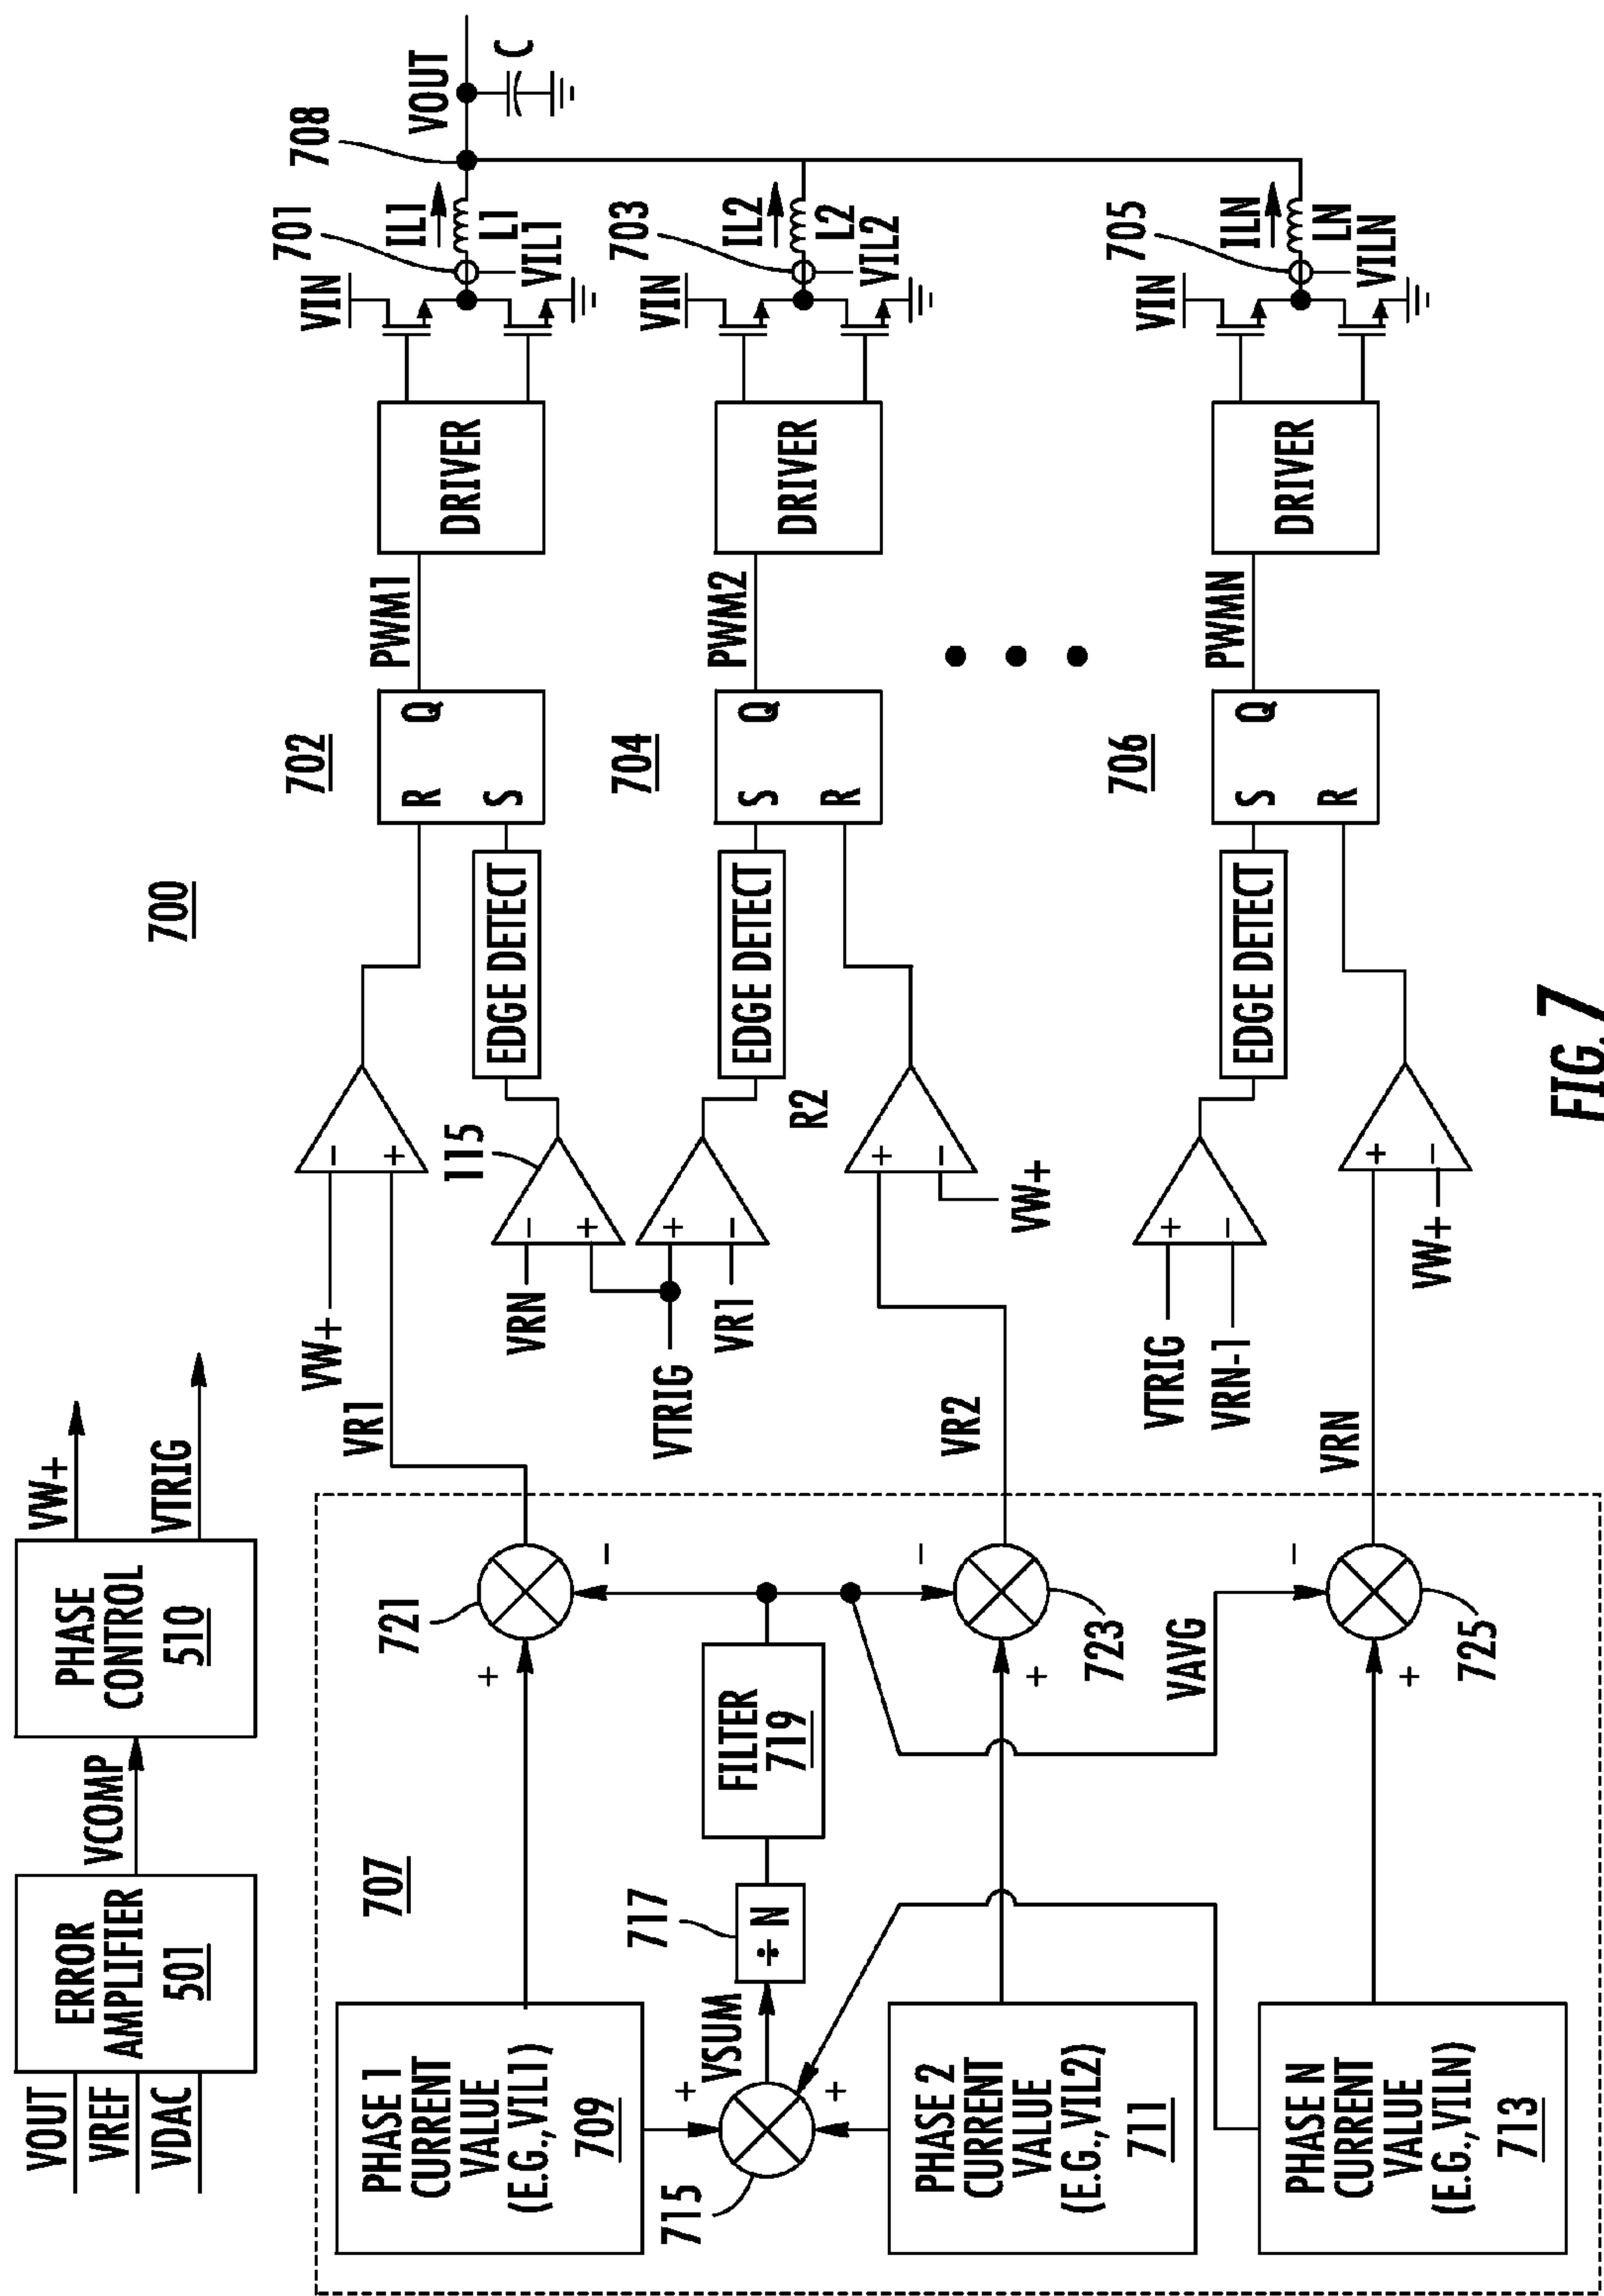 VOUT
VREF
VDAC
ERROR
AMPLIFIER
501
VCOMP
PHASE
CONTROL
510
VW+
VTRIG
700
707
PHASE 1
CURRENT
VALUE
(E.G.,VIL1)
709
+
721
−
VR1
VW+
−
+
702
R
Q
S
PWM1
DRIVER
VIN
701
IL1
L1
VIL1
708
VOUT
C
VRN
−
+
115
EDGE DETECT
715
+
+
VSUM
717
÷ N
FILTER
719
VTRIG
+
−
VR1
EDGE DETECT
704
S
Q
R
PWM2
DRIVER
VIN
703
IL2
L2
VIL2
PHASE 2
CURRENT
VALUE
(E.G.,VIL2)
711
+
−
723
VR2
R2
+
−
VW+
VAVG
PHASE N
CURRENT
VALUE
(E.G.,VILN)
713
+
−
725
VRN
VTRIG
VRN-1
+
−
EDGE DETECT
706
S
Q
R
PWMN
DRIVER
VIN
705
ILN
LN
VILN
+
−
VW+
FIG. 7